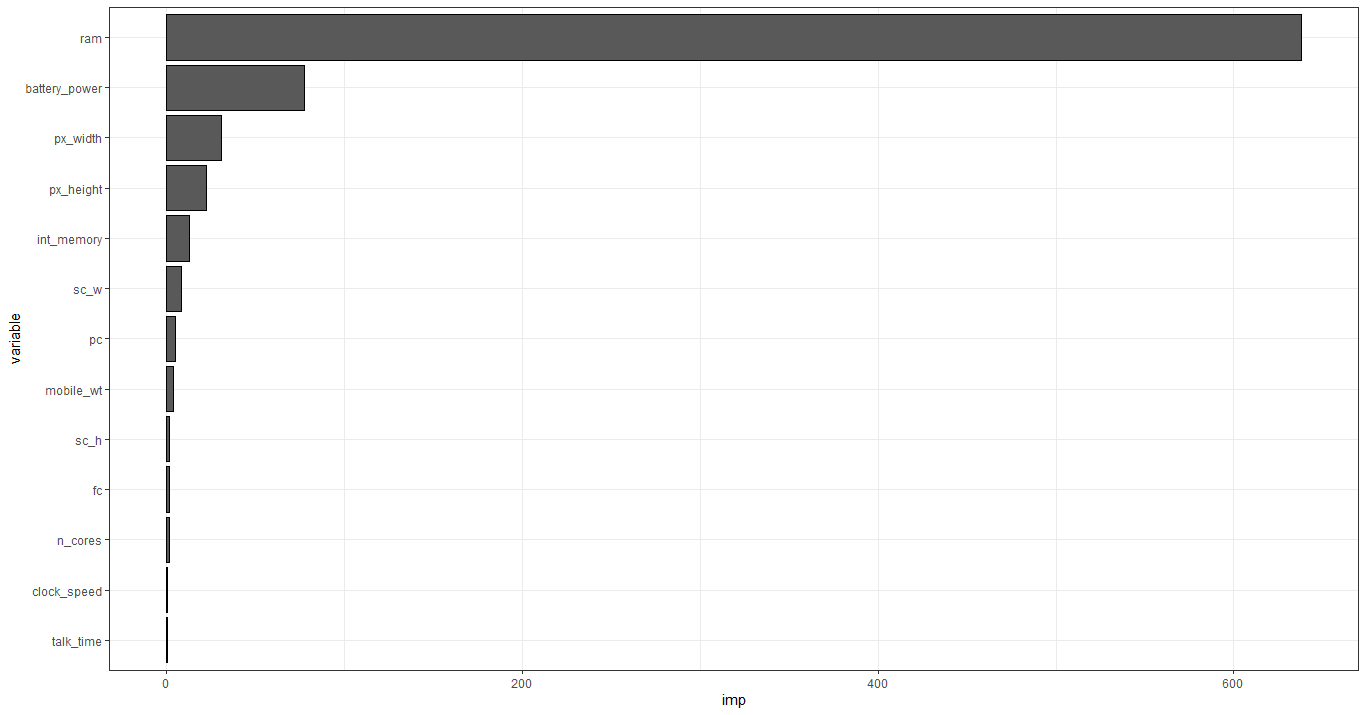 ram
battery_power
px_width
px_height
int_memory
sc_w
pc
mobile_wt
sc_h
fc
n_cores
clock_speed
talk_time
variable
0 200 400 600
imp